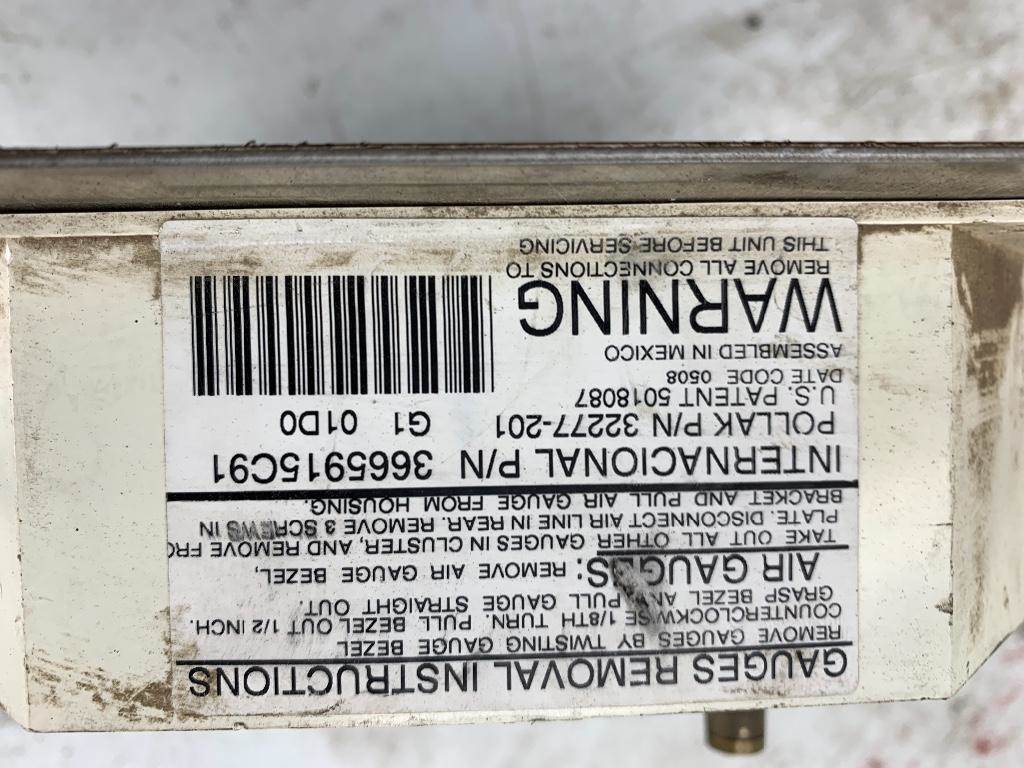 GAUGES REMOVAL INSTRUCTIONS
REMOVE GAUGES BY TWISTING GAUGE BEZEL
COUNTERCLOCKWISE 1/8TH TURN. PULL BEZEL OUT 1/2 INCH.
GRASP BEZEL AND PULL GAUGE STRAIGHT OUT.
AIR GAUGES: REMOVE AIR GAUGE BEZEL,
TAKE OUT ALL OTHER GAUGES IN CLUSTER, AND REMOVE FRO
PLATE. DISCONNECT AIR LINE IN REAR. REMOVE 3 SCREWS IN
BRACKET AND PULL AIR GAUGE FROM HOUSING.
INTERNACIONAL P/N 3665915C91
POLLAK P/N 32277-201 G1 01D0
U.S. PATENT 5018087
DATE CODE 0508
ASSEMBLED IN MEXICO
WARNING
REMOVE ALL CONNECTIONS TO
THIS UNIT BEFORE SERVICING